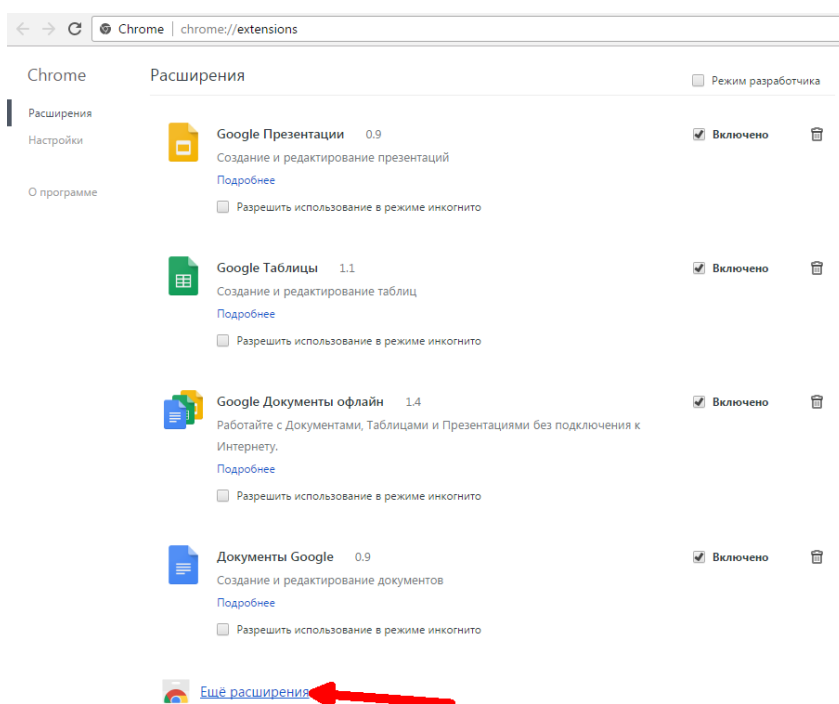 Chrome | chrome://extensions
Chrome
Расширения
Настройки
О программе
Расширения
Режим разработчика
Google Презентации 0.9
Включено
Создание и редактирование презентаций
Подробнее
Разрешить использование в режиме инкогнито
Google Таблицы 1.1
Включено
Создание и редактирование таблиц
Подробнее
Разрешить использование в режиме инкогнито
Google Документы офлайн 1.4
Включено
Работайте с Документами, Таблицами и Презентациями без подключения к
Интернету.
Подробнее
Разрешить использование в режиме инкогнито
Документы Google 0.9
Включено
Создание и редактирование документов
Подробнее
Разрешить использование в режиме инкогнито
Ещё расширения